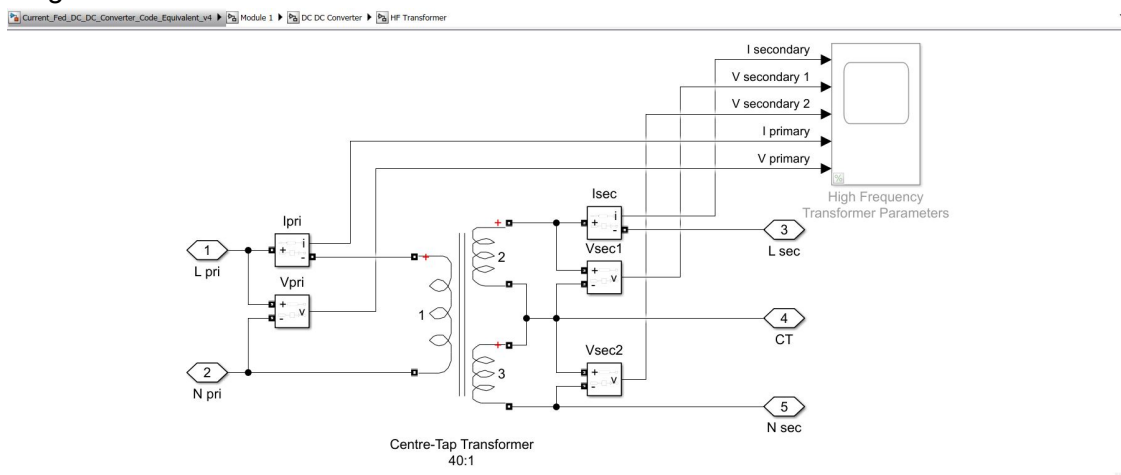 Current_Fed_DC_DC_Converter_Code_Equivalent_v4 Module 1 DC DC Converter HF Transformer
I secondary
V secondary 1
V secondary 2
I primary
V primary
High Frequency
Transformer Parameters
Ipri
i
+
-
1
L pri
Vpri
+
-
v
2
N pri
+
1
+
2
+
3
Isec
i
+
-
3
L sec
Vsec1
+
-
v
4
CT
Vsec2
+
-
v
5
N sec
Centre-Tap Transformer
40:1